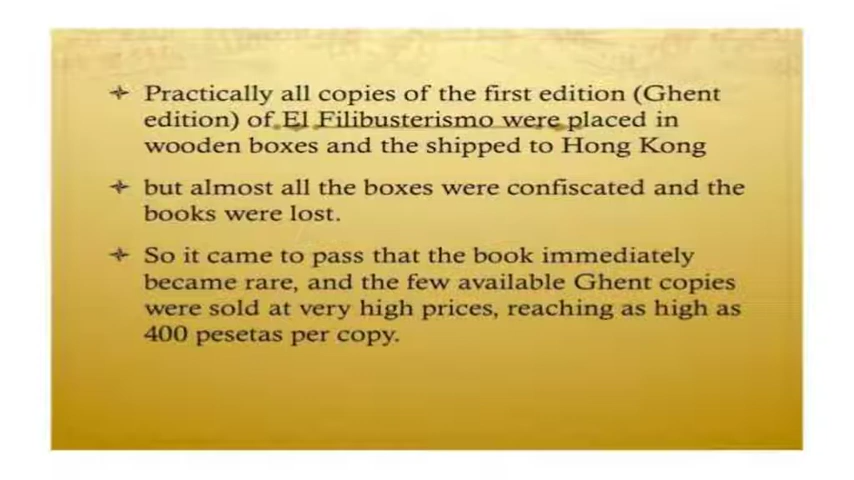 Practically all copies of the first edition (Ghent
edition) of El Filibusterismo were placed in
wooden boxes and the shipped to Hong Kong
but almost all the boxes were confiscated and the
books were lost.
So it came to pass that the book immediately
became rare, and the few available Ghent copies
were sold at very high prices, reaching as high as
400 pesetas per copy.